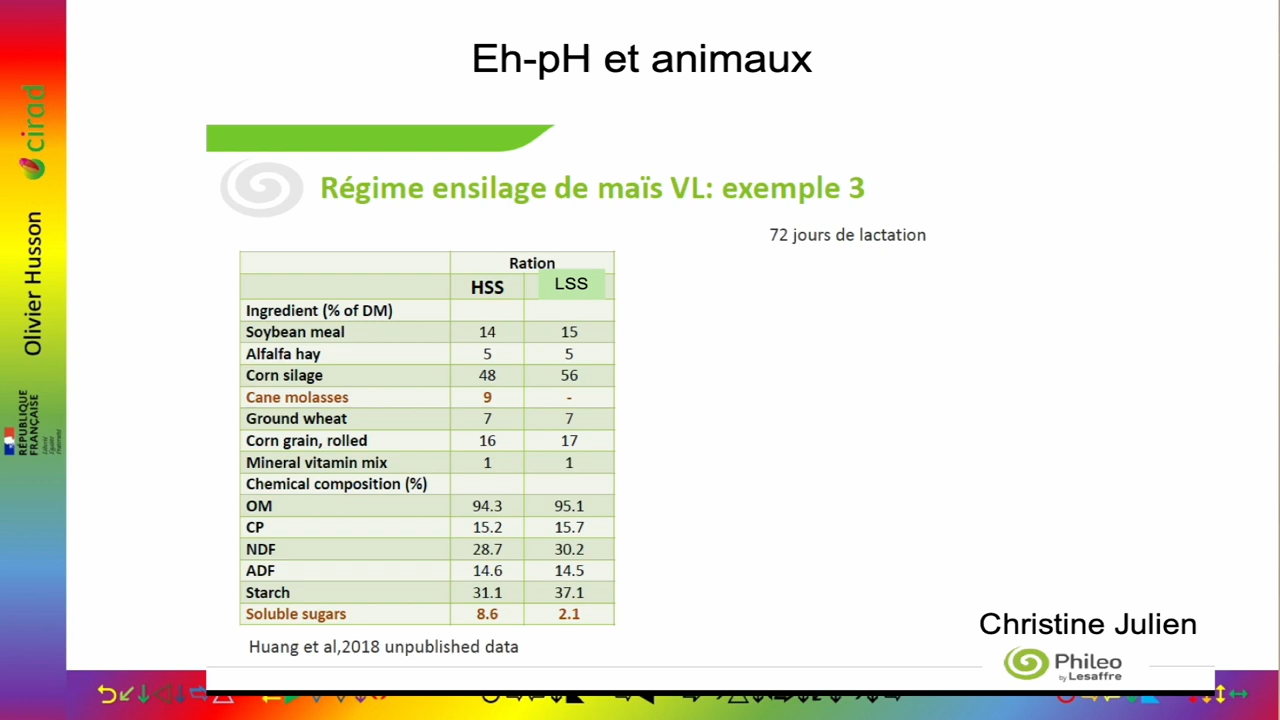 Eh-pH et animaux
cirad
Olivier Husson
RÉPUBLIQUE
FRANÇAISE
Liberté
Égalité
Fraternité
Régime ensilage de maïs VL: exemple 3
72 jours de lactation
Ration
HSS LSS
Ingredient (% of DM)
Soybean meal 14 15
Alfalfa hay 5 5
Corn silage 48 56
Cane molasses 9 -
Ground wheat 7 7
Corn grain, rolled 16 17
Mineral vitamin mix 1 1
Chemical composition (%)
OM 94.3 95.1
CP 15.2 15.7
NDF 28.7 30.2
ADF 14.6 14.5
Starch 31.1 37.1
Soluble sugars 8.6 2.1
Huang et al,2018 unpublished data
Christine Julien
Phileo
by Lesaffre